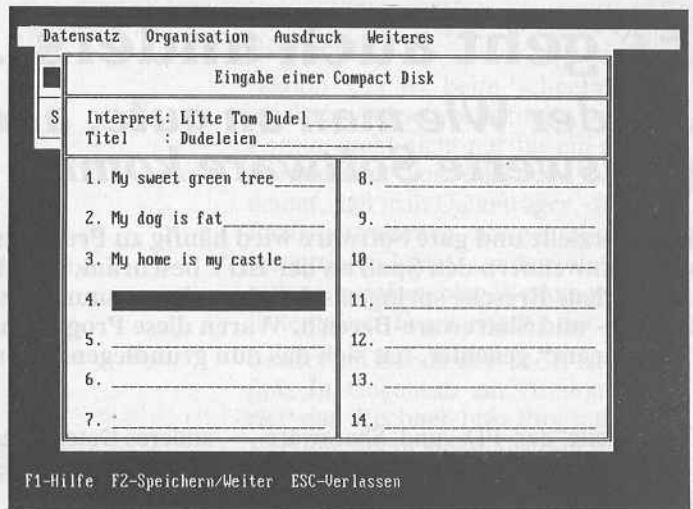 Datensatz Organisation Ausdruck Weiteres
Eingabe einer Compact Disk
S
Interpret: Litte Tom Dudel
Titel : Dudeleien
1. My sweet green tree
2. My dog is fat
3. My home is my castle
4.
5.
6.
7.
8.
9.
10.
11.
12.
13.
14.
F1-Hilfe F2-Speichern/Weiter ESC-Verlassen